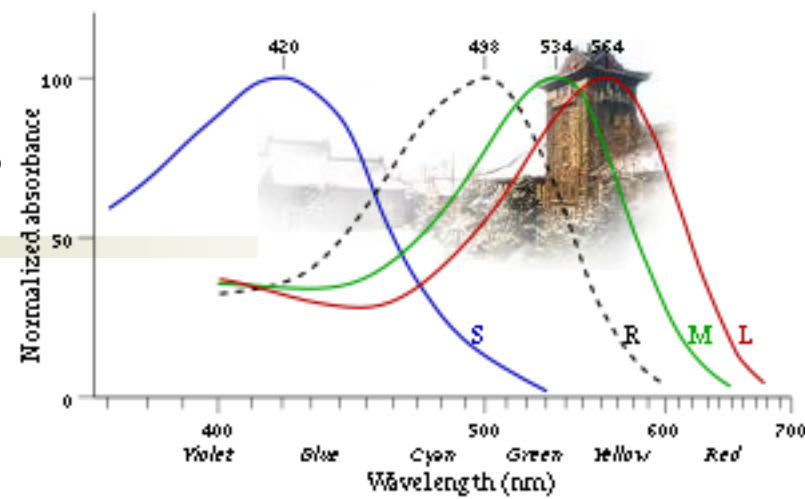 420 498 534 564
100
Normalized absorbance
50
S R M L
0
400 500 600 700
Violet Blue Cyan Green Yellow Red
Wavelength (nm)